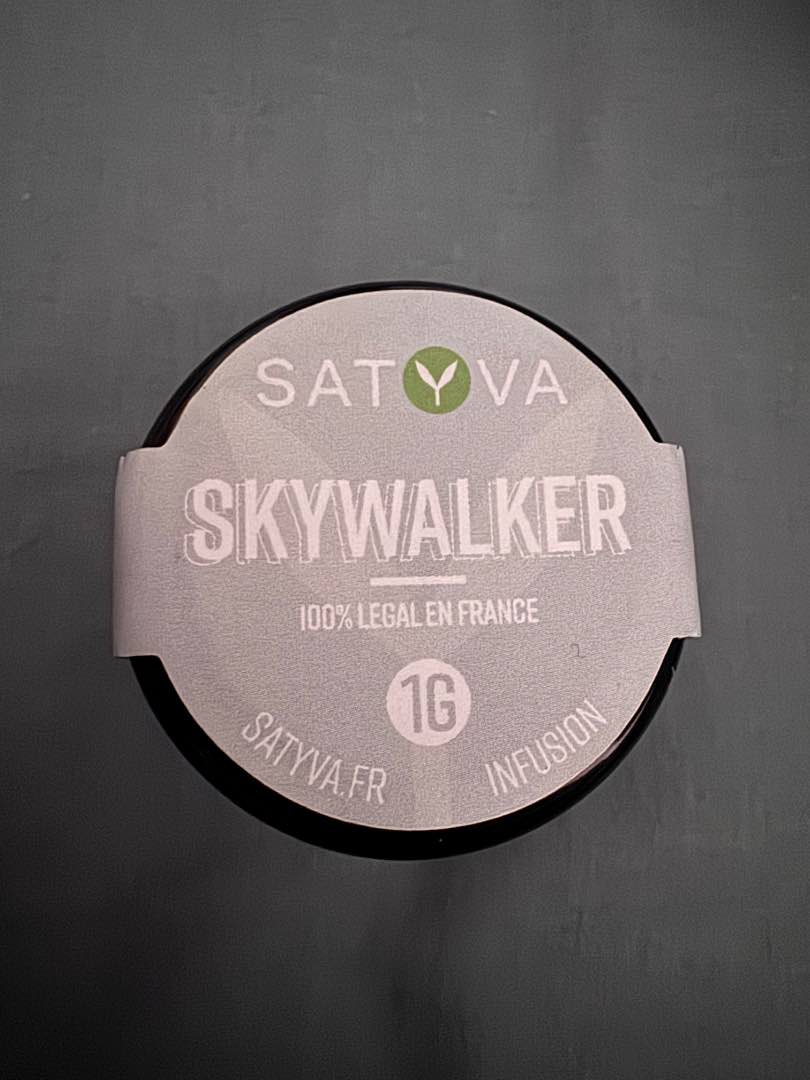 SATYVA
SKYWALKER
100% LEGAL EN FRANCE
1G
SATYVA.FR
INFUSION